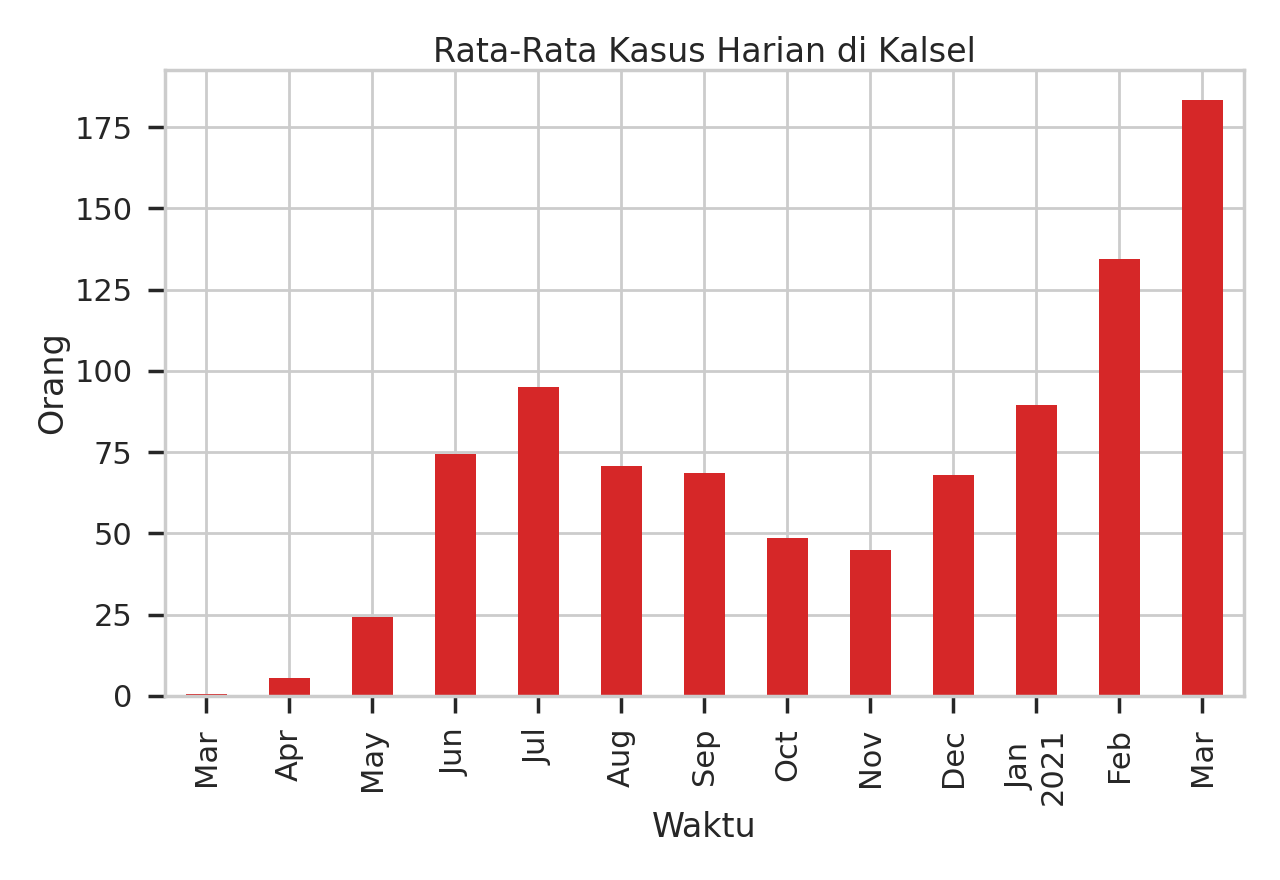 Rata-Rata Kasus Harian di Kalsel
Orang
175
150
125
100
75
50
25
0
Mar
Apr
May
Jun
Jul
Aug
Sep
Oct
Nov
Dec
Jan
2021
Feb
Mar
Waktu